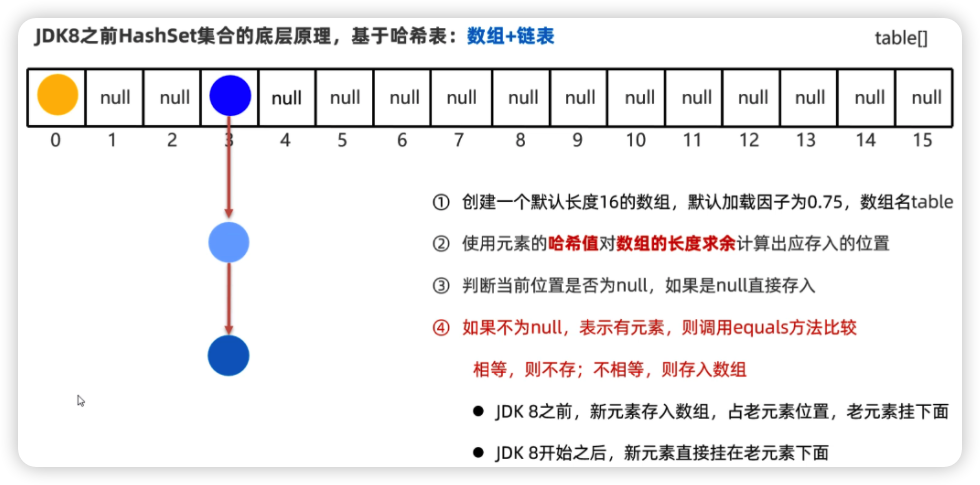 JDK8之前HashSet集合的底层原理，基于哈希表：数组+链表
table[]
null null null null null null null null null null null null null null
0 1 2 3 4 5 6 7 8 9 10 11 12 13 14 15
① 创建一个默认长度16的数组，默认加载因子为0.75，数组名table
② 使用元素的哈希值对数组的长度求余计算出应存入的位置
③ 判断当前位置是否为null，如果是null直接存入
④ 如果不为null，表示有元素，则调用equals方法比较
相等，则不存；不相等，则存入数组
● JDK 8之前，新元素存入数组，占老元素位置，老元素挂下面
● JDK 8开始之后，新元素直接挂在老元素下面